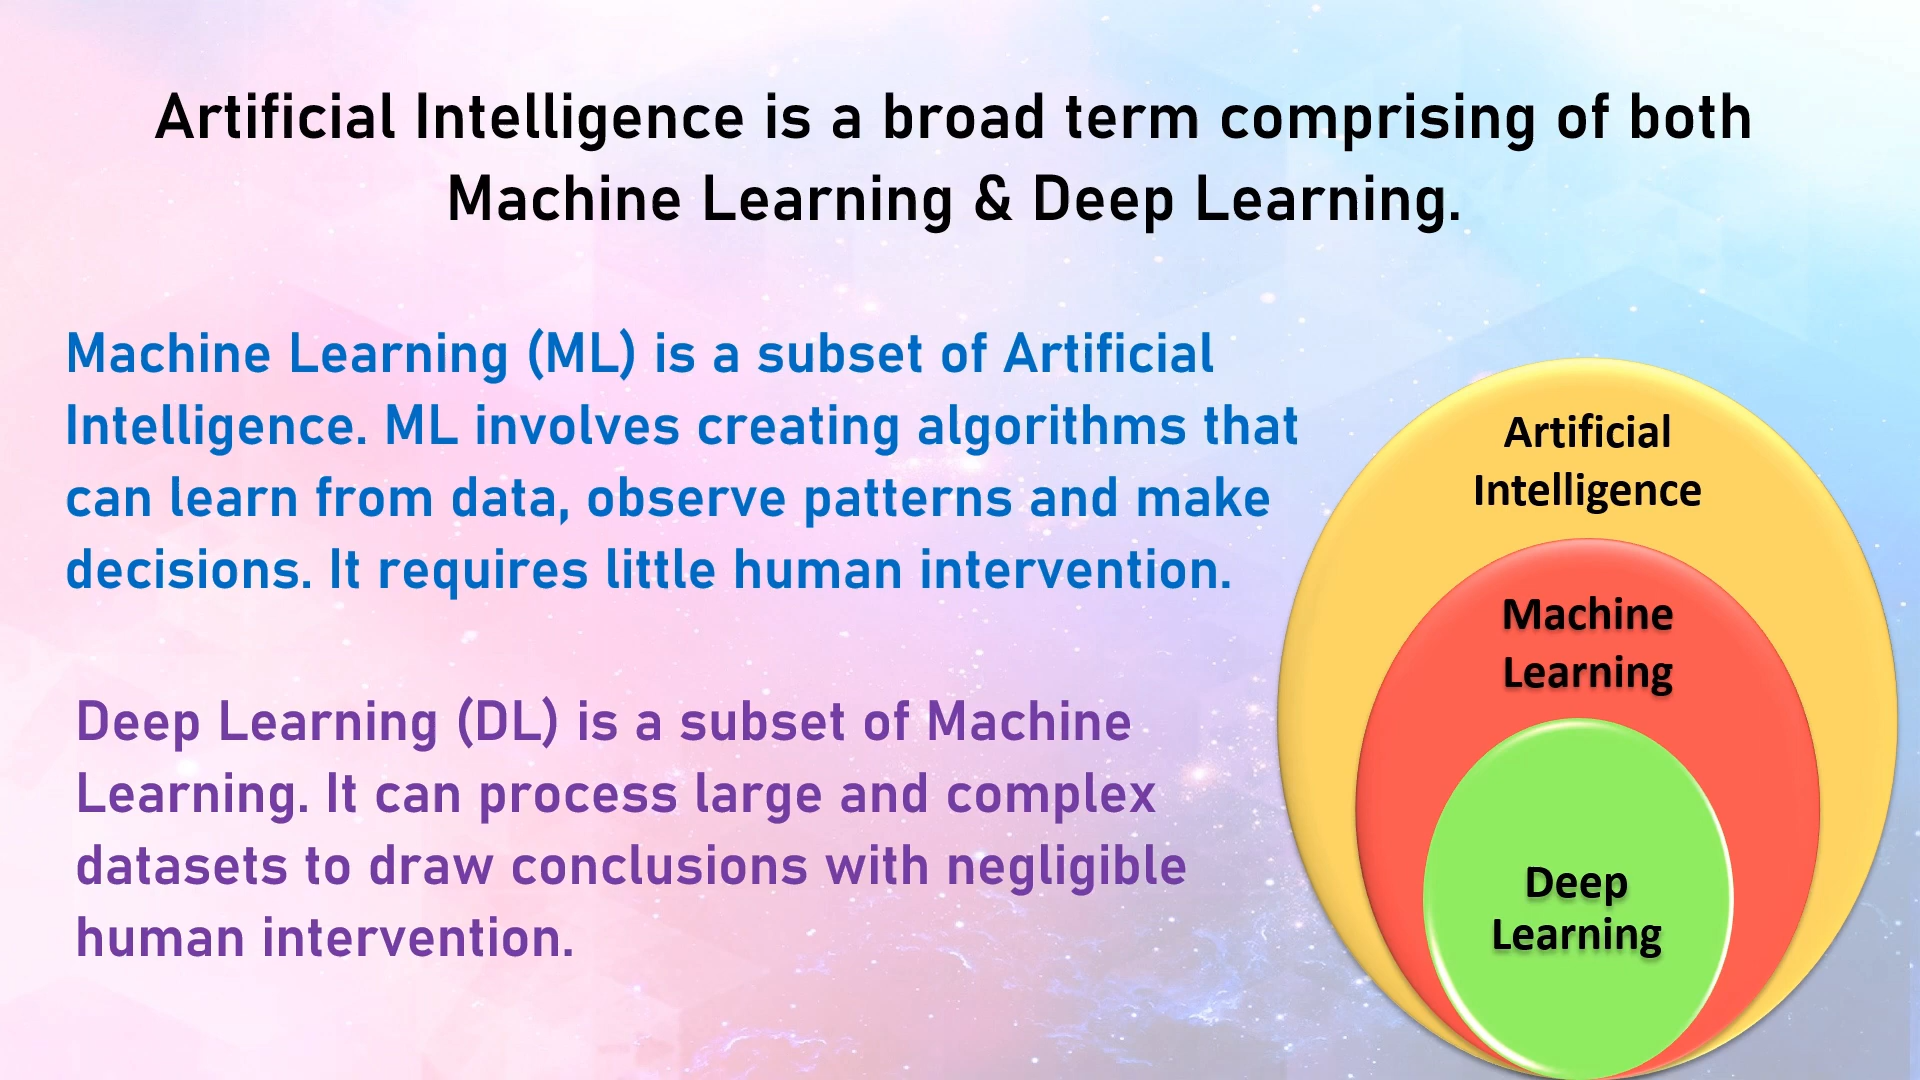 Artificial Intelligence is a broad term comprising of both
Machine Learning & Deep Learning.
Machine Learning (ML) is a subset of Artificial
Intelligence. ML involves creating algorithms that
can learn from data, observe patterns and make
decisions. It requires little human intervention.
Deep Learning (DL) is a subset of Machine
Learning. It can process large and complex
datasets to draw conclusions with negligible
human intervention.
Artificial
Intelligence
Machine
Learning
Deep
Learning